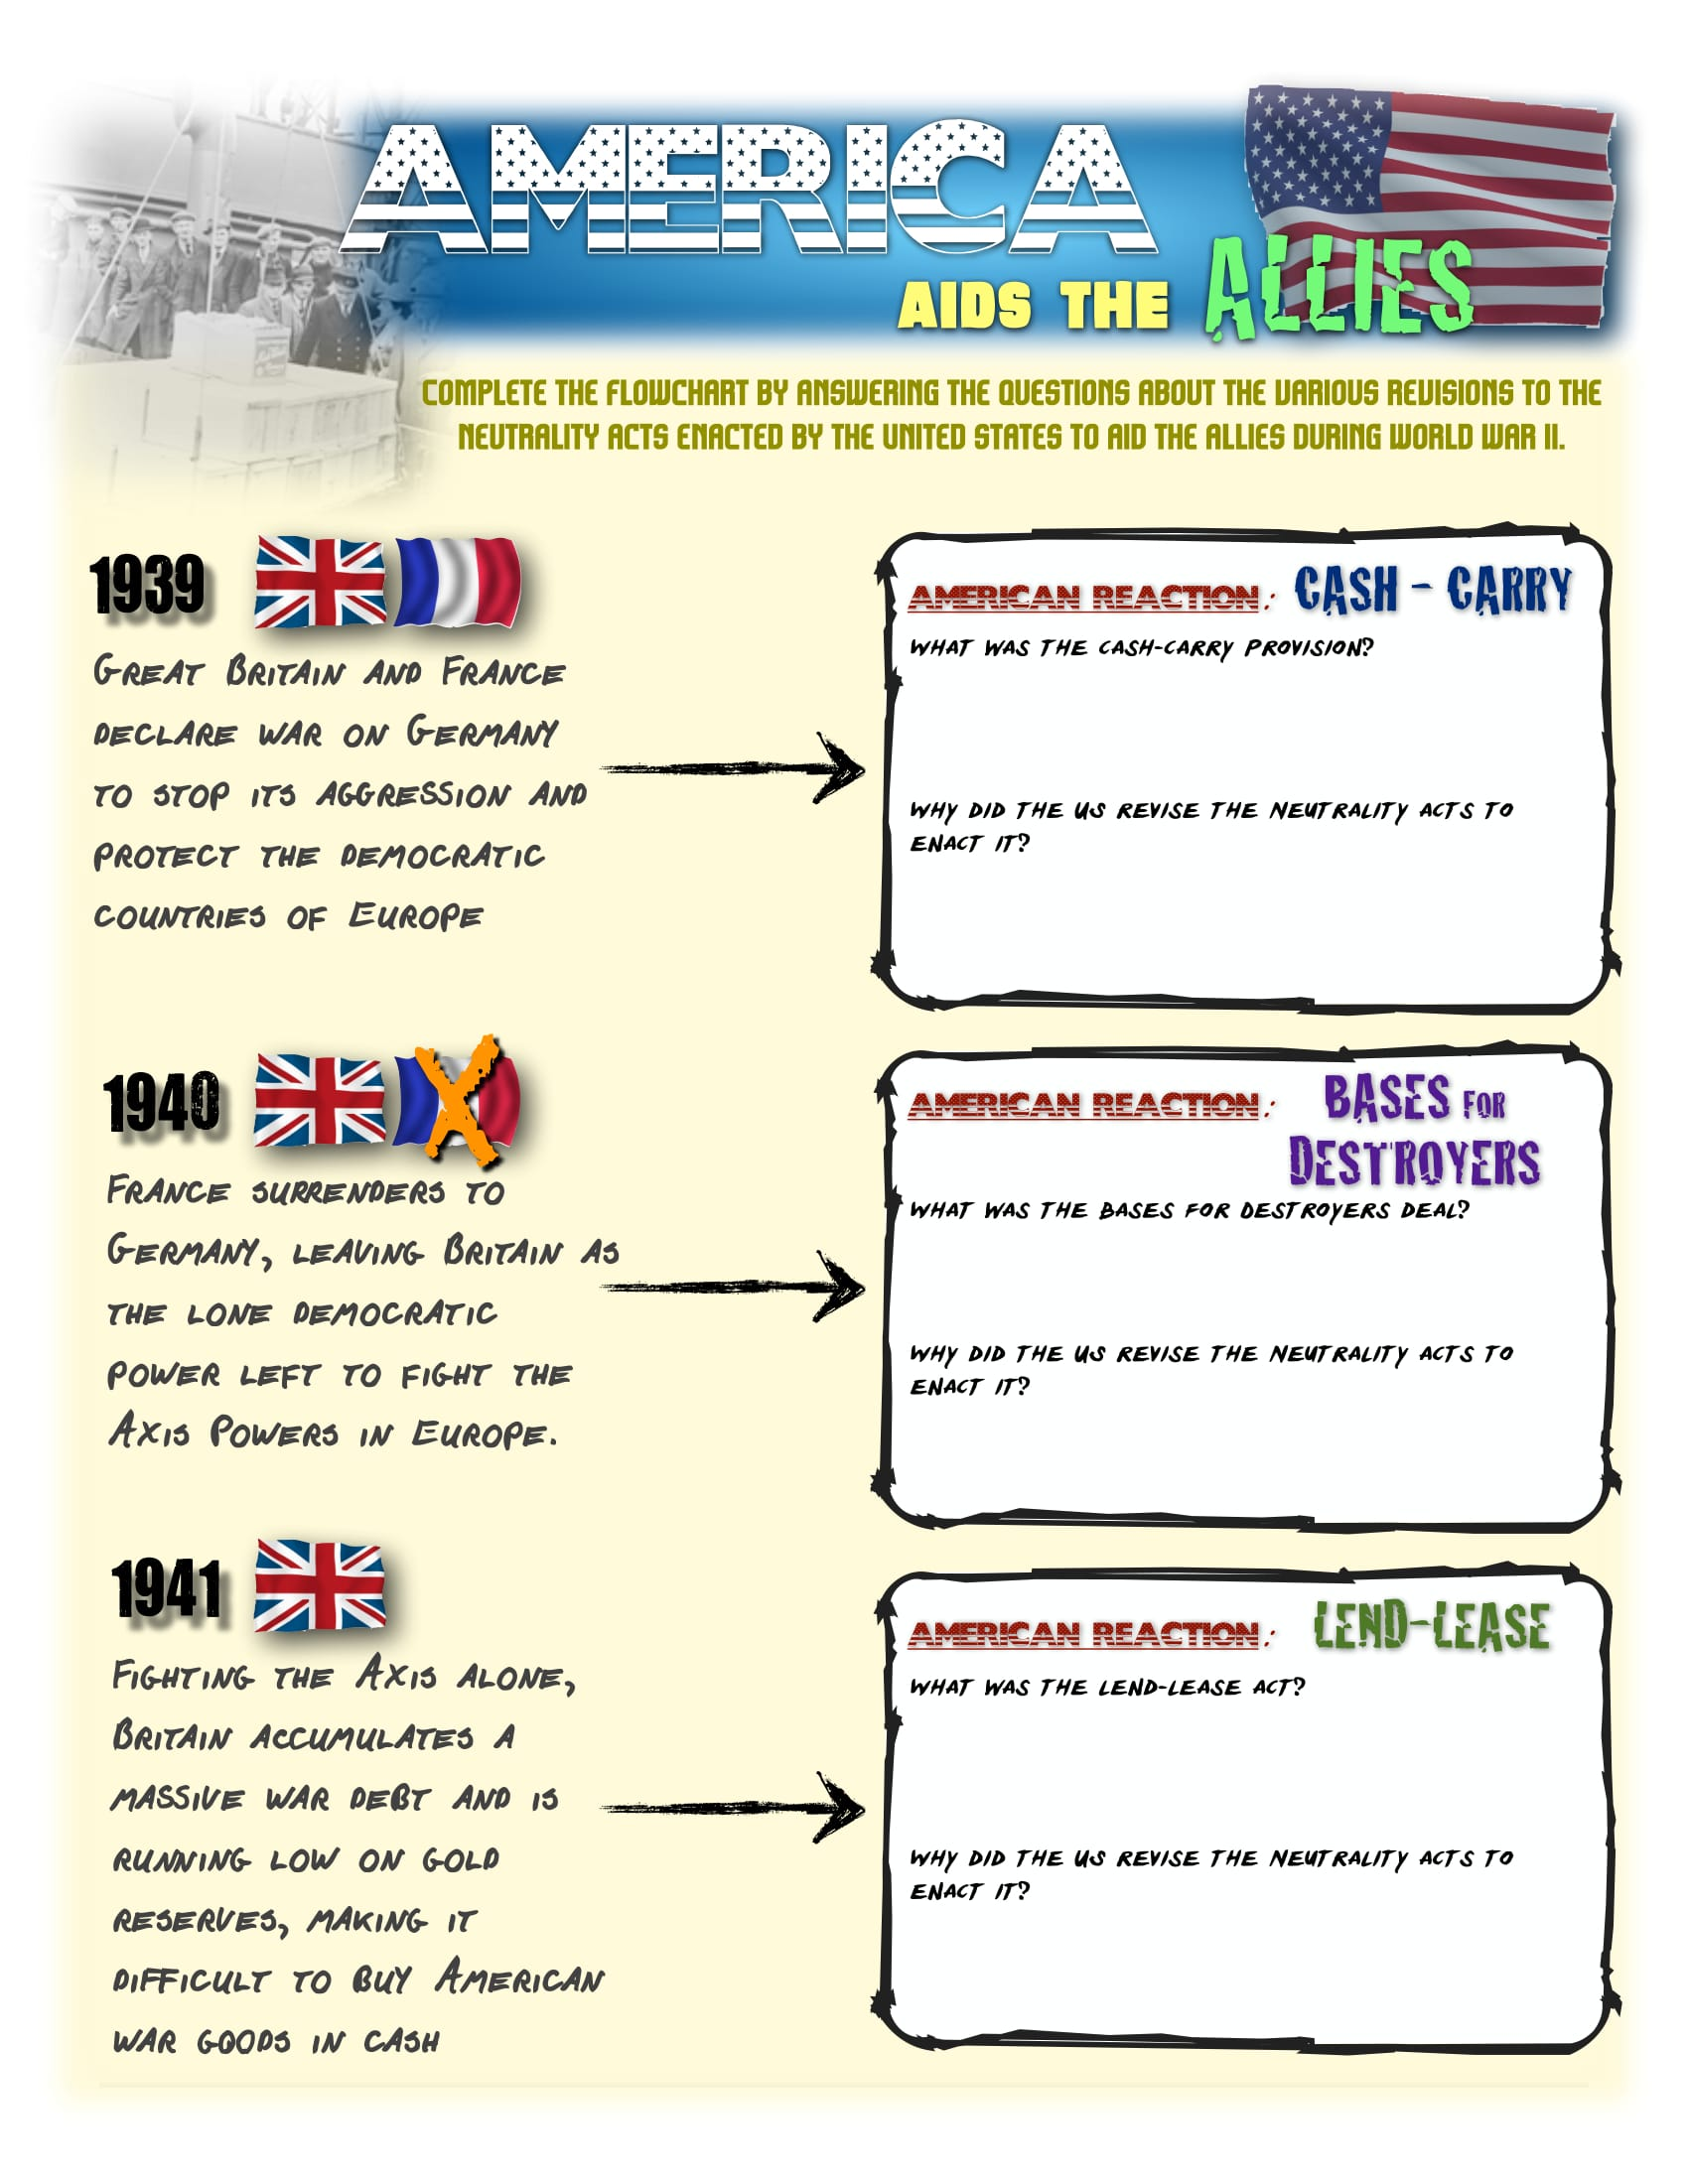 AMERICA
AIDS THE ALLIES
COMPLETE THE FLOWCHART BY ANSWERING THE QUESTIONS ABOUT THE VARIOUS REVISIONS TO THE
NEUTRALITY ACTS ENACTED BY THE UNITED STATES TO AID THE ALLIES DURING WORLD WAR II.
1939
GREAT BRITAIN AND FRANCE
DECLARE WAR ON GERMANY
TO STOP ITS AGGRESSION AND
PROTECT THE DEMOCRATIC
COUNTRIES OF EUROPE
AMERICAN REACTION: CASH - CARRY
WHAT WAS THE CASH-CARRY PROVISION?
WHY DID THE US REVISE THE NEUTRALITY ACTS TO
ENACT IT?
1940
FRANCE SURRENDERS TO
GERMANY, LEAVING BRITAIN AS
THE LONE DEMOCRATIC
POWER LEFT TO FIGHT THE
AXIS POWERS IN EUROPE.
AMERICAN REACTION: BASES FOR
DESTROYERS
WHAT WAS THE BASES FOR DESTROYERS DEAL?
WHY DID THE US REVISE THE NEUTRALITY ACTS TO
ENACT IT?
1941
FIGHTING THE AXIS ALONE,
BRITAIN ACCUMULATES A
MASSIVE WAR DEBT AND IS
RUNNING LOW ON GOLD
RESERVES, MAKING IT
DIFFICULT TO BUY AMERICAN
WAR GOODS IN CASH
AMERICAN REACTION: LEND-LEASE
WHAT WAS THE LEND-LEASE ACT?
WHY DID THE US REVISE THE NEUTRALITY ACTS TO
ENACT IT?